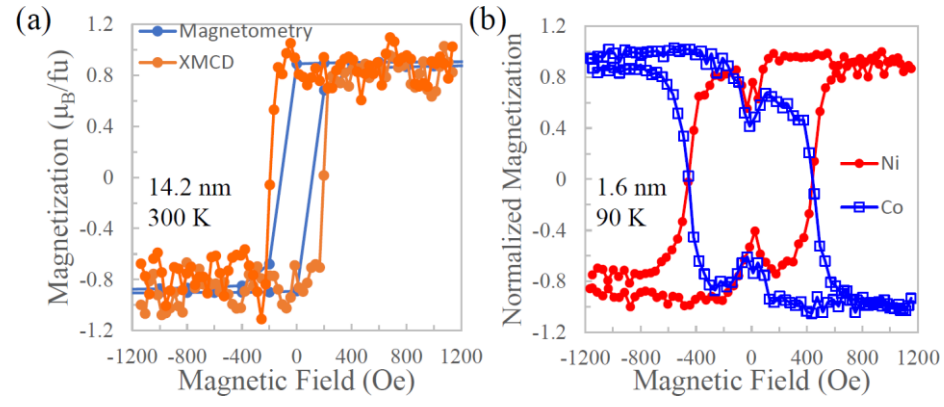 (a)
1.2
0.8
0.4
0
-0.4
-0.8
-1.2
Magnetization (μB/fu)
Magnetometry
XMCD
14.2 nm
300 K
-1200 -800 -400 0 400 800 1200
Magnetic Field (Oe)
(b)
1.2
0.8
0.4
0
-0.4
-0.8
-1.2
Normalized Magnetization
Ni
Co
1.6 nm
90 K
-1200 -800 -400 0 400 800 1200
Magnetic Field (Oe)